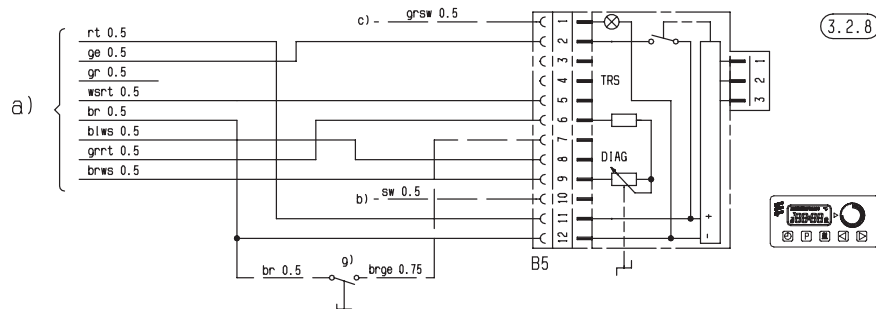 c) grsw 0.5
3.2.8
a)
rt 0.5
ge 0.5
gr 0.5
wsrt 0.5
br 0.5
blws 0.5
grrt 0.5
brws 0.5
b) sw 0.5
g)
br 0.5
brge 0.75
1
2
3
4
5
6
7
8
9
10
11
12
B5
TRS
DIAG
+
-
1
2
3
P